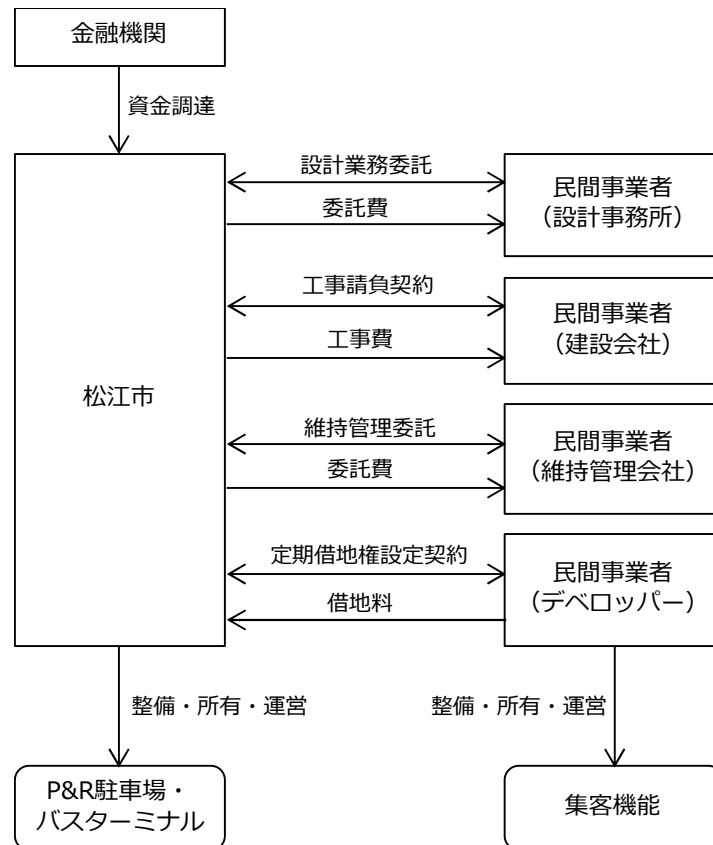 金融機関
資金調達
松江市
設計業務委託
委託費
民間事業者
（設計事務所）
工事請負契約
工事費
民間事業者
（建設会社）
維持管理委託
委託費
民間事業者
（維持管理会社）
定期借地権設定契約
借地料
民間事業者
（デベロッパー）
整備・所有・運営
整備・所有・運営
P&R駐車場・
バスターミナル
集客機能